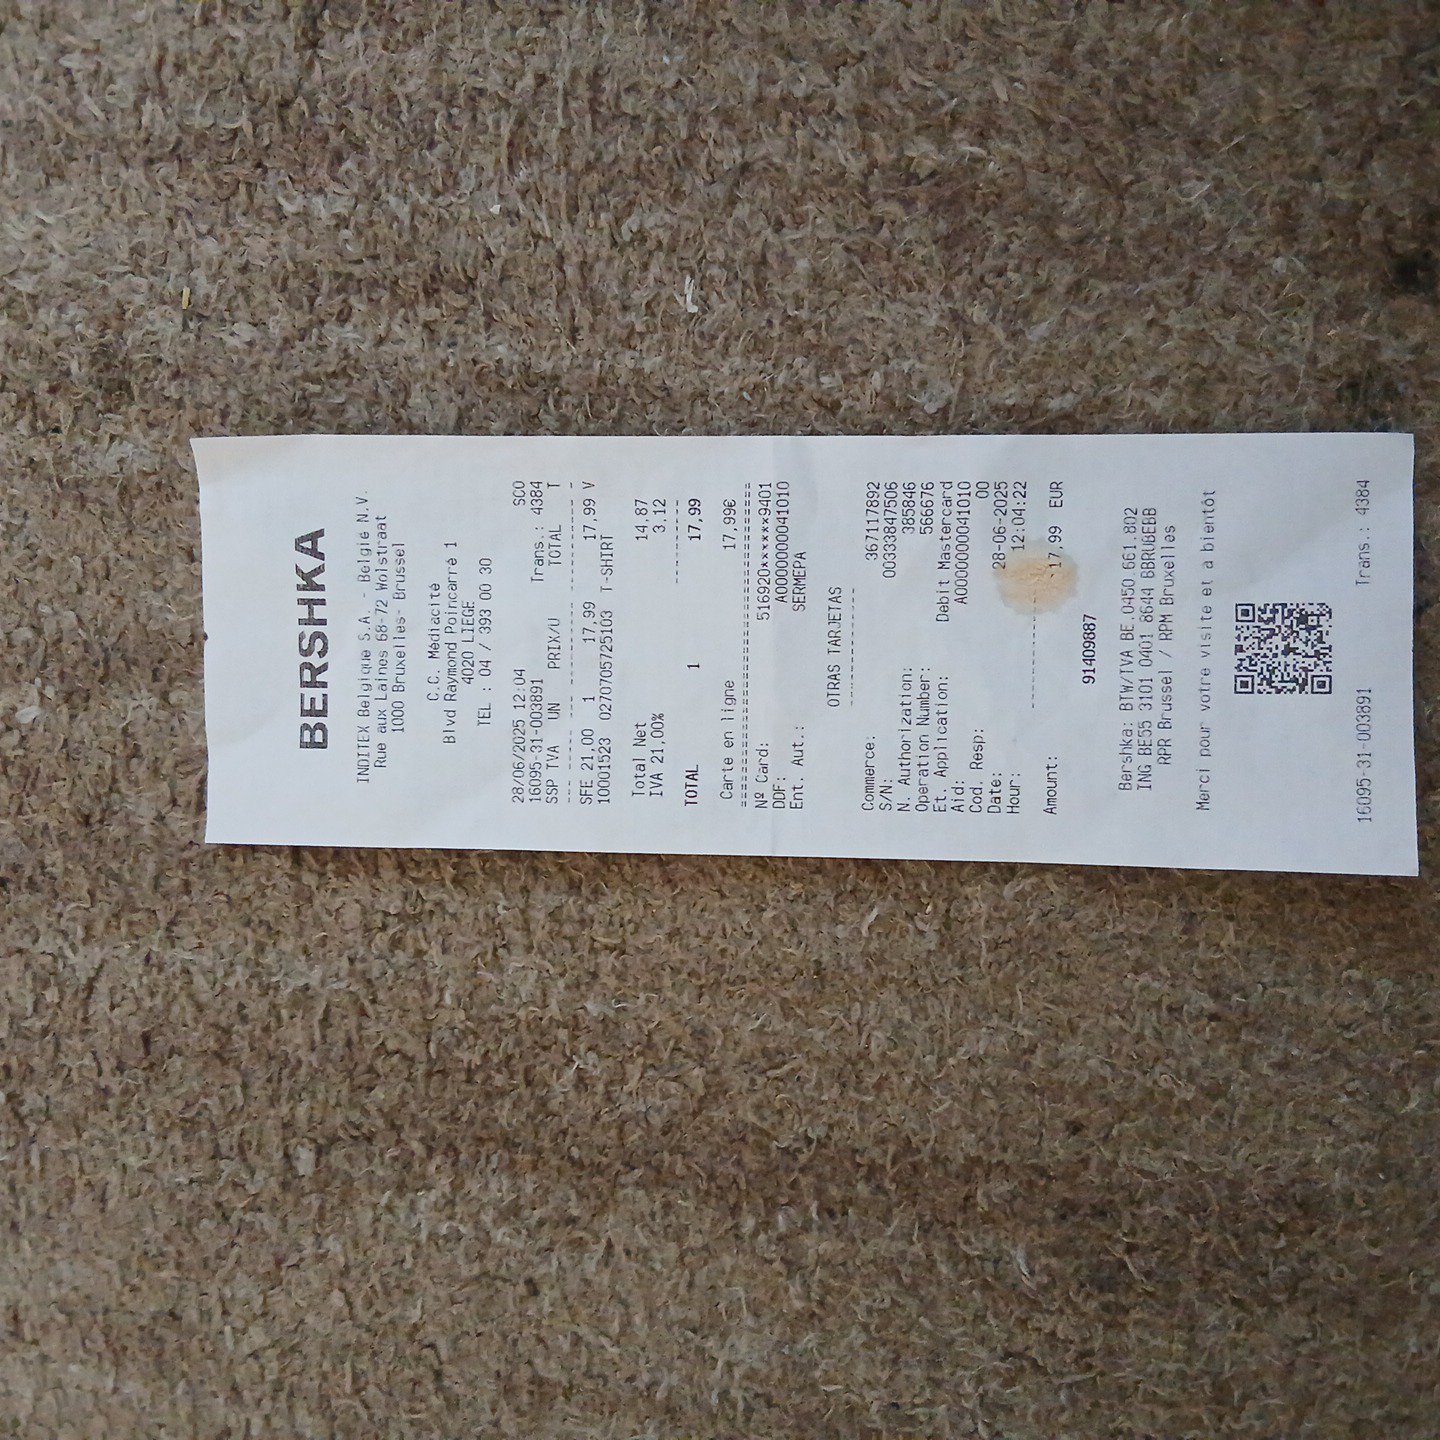 BERSHKA
INDITEX Belgique S.A. - België N.V.
Rue aux Laines 68-72 Wolstraat
1000 Bruxelles- Brussel
C.C. Médiacité
Blvd Raymond Poincarré 1
4020 LIEGE
TEL : 04 / 393 00 30
28/06/2025 12:04 SCO
16095-31-003891 Trans.: 4384
SSP TVA UN PRIX/U TOTAL T
SFE 21,00 1 17,99 17,99 V
10001523 0270705725103 T-SHIRT
Total Net 14,87
IVA 21,00% 3,12
TOTAL 1 17,99
Carte en ligne 17,99€
Nº Card: 516920******9401
DDF: A0000000041010
Ent. Aut.: SERMEPA
OTRAS TARJETAS
Commerce: 367117892
S/N: 00333847506
N. Authorization: 385846
Operation Number: 566676
Et. Application: Debit Mastercard
Aid: A0000000041010
Cod. Resp: 00
Date: 28-06-2025
Hour: 12:04:22
Amount: 17,99 EUR
91409887
Bershka: BTW/TVA BE 0450 661.802
ING BE55 3101 0401 8644 BBRUBEBB
RPR Brussel / RPM Bruxelles
Merci pour votre visite et a bientôt
16095-31-003891 Trans.: 4384